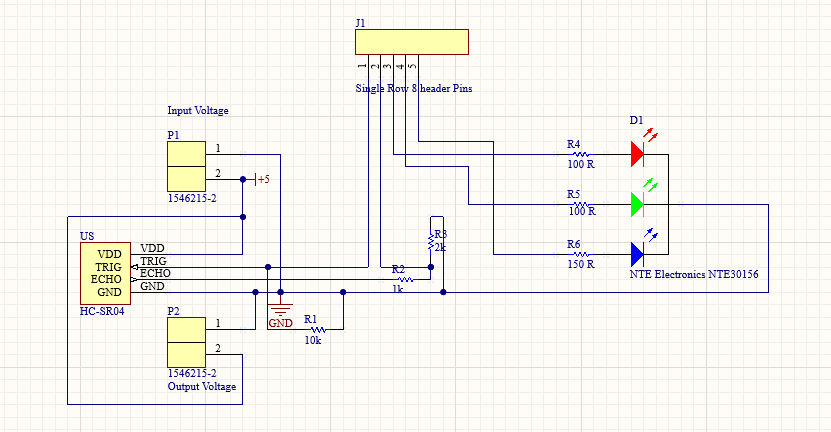 J1
1 2 3 4 5
Single Row 8 header Pins
Input Voltage
P1
1
2
+5
1546215-2
D1
R4
100 R
R5
100 R
R6
150 R
NTE Electronics NTE30156
R3
2k
R2
1k
US
VDD
TRIG
ECHO
GND
VDD
TRIG
ECHO
GND
HC-SR04
GND
R1
10k
P2
1
2
1546215-2
Output Voltage